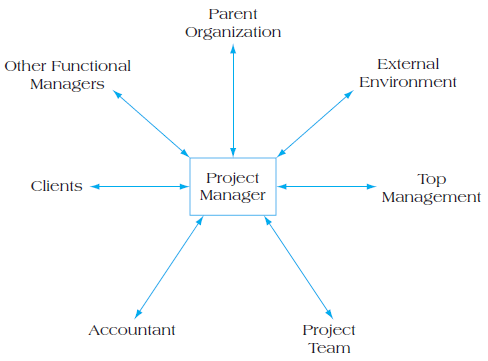 Parent
Organization
Other Functional
Managers
External
Environment
Clients
Project
Manager
Top
Management
Accountant
Project
Team